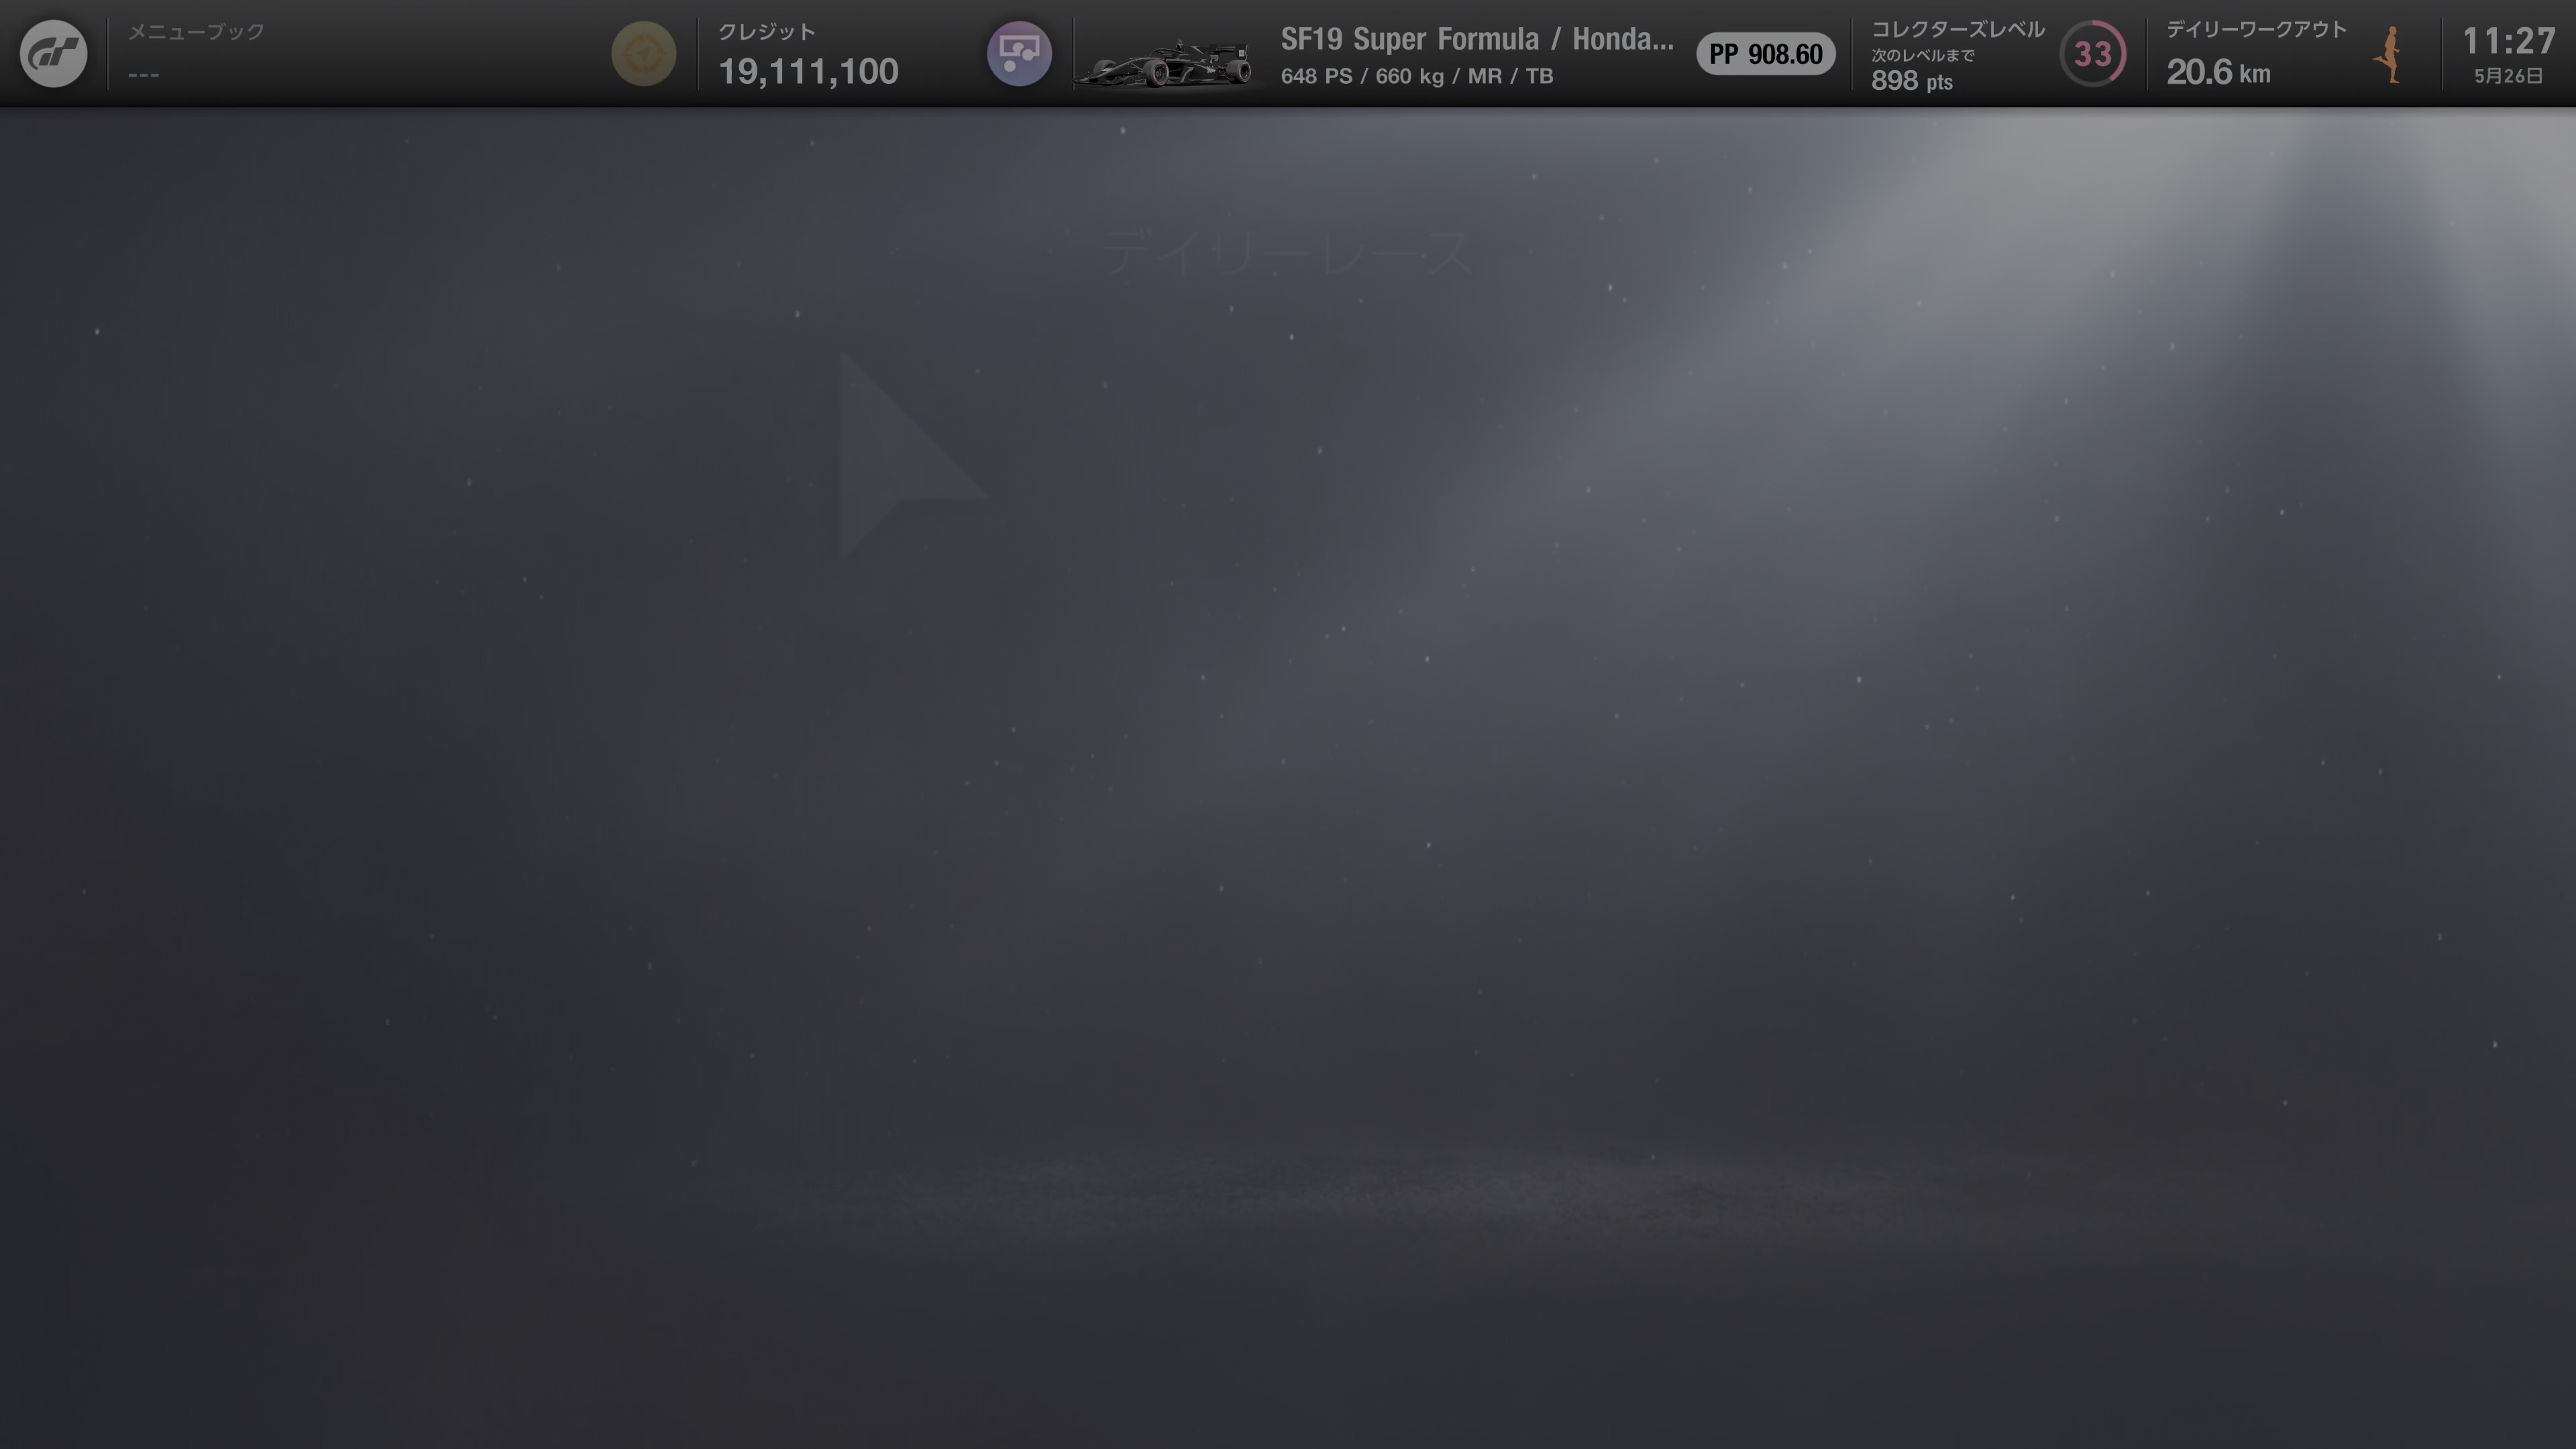 メニューブック
---
クレジット
19,111,100
SF19 Super Formula / Honda...
648 PS / 660 kg / MR / TB
PP 908.60
コレクターズレベル
次のレベルまで
898 pts
33
デイリーワークアウト
20.6 km
11:27
5月26日
デイリーレース